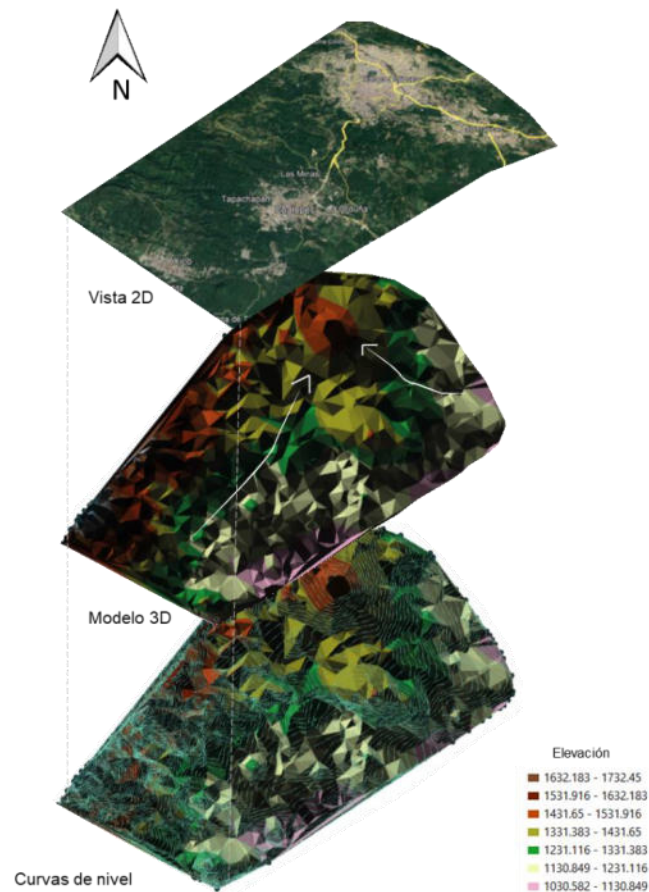 N
Las Minas
Vista 2D
Modelo 3D
Curvas de nivel
Elevación
1632.183 - 1732.45
1531.916 - 1632.183
1431.65 - 1531.916
1331.383 - 1431.65
1231.116 - 1331.383
1130.849 - 1231.116
1030.582 - 1130.849